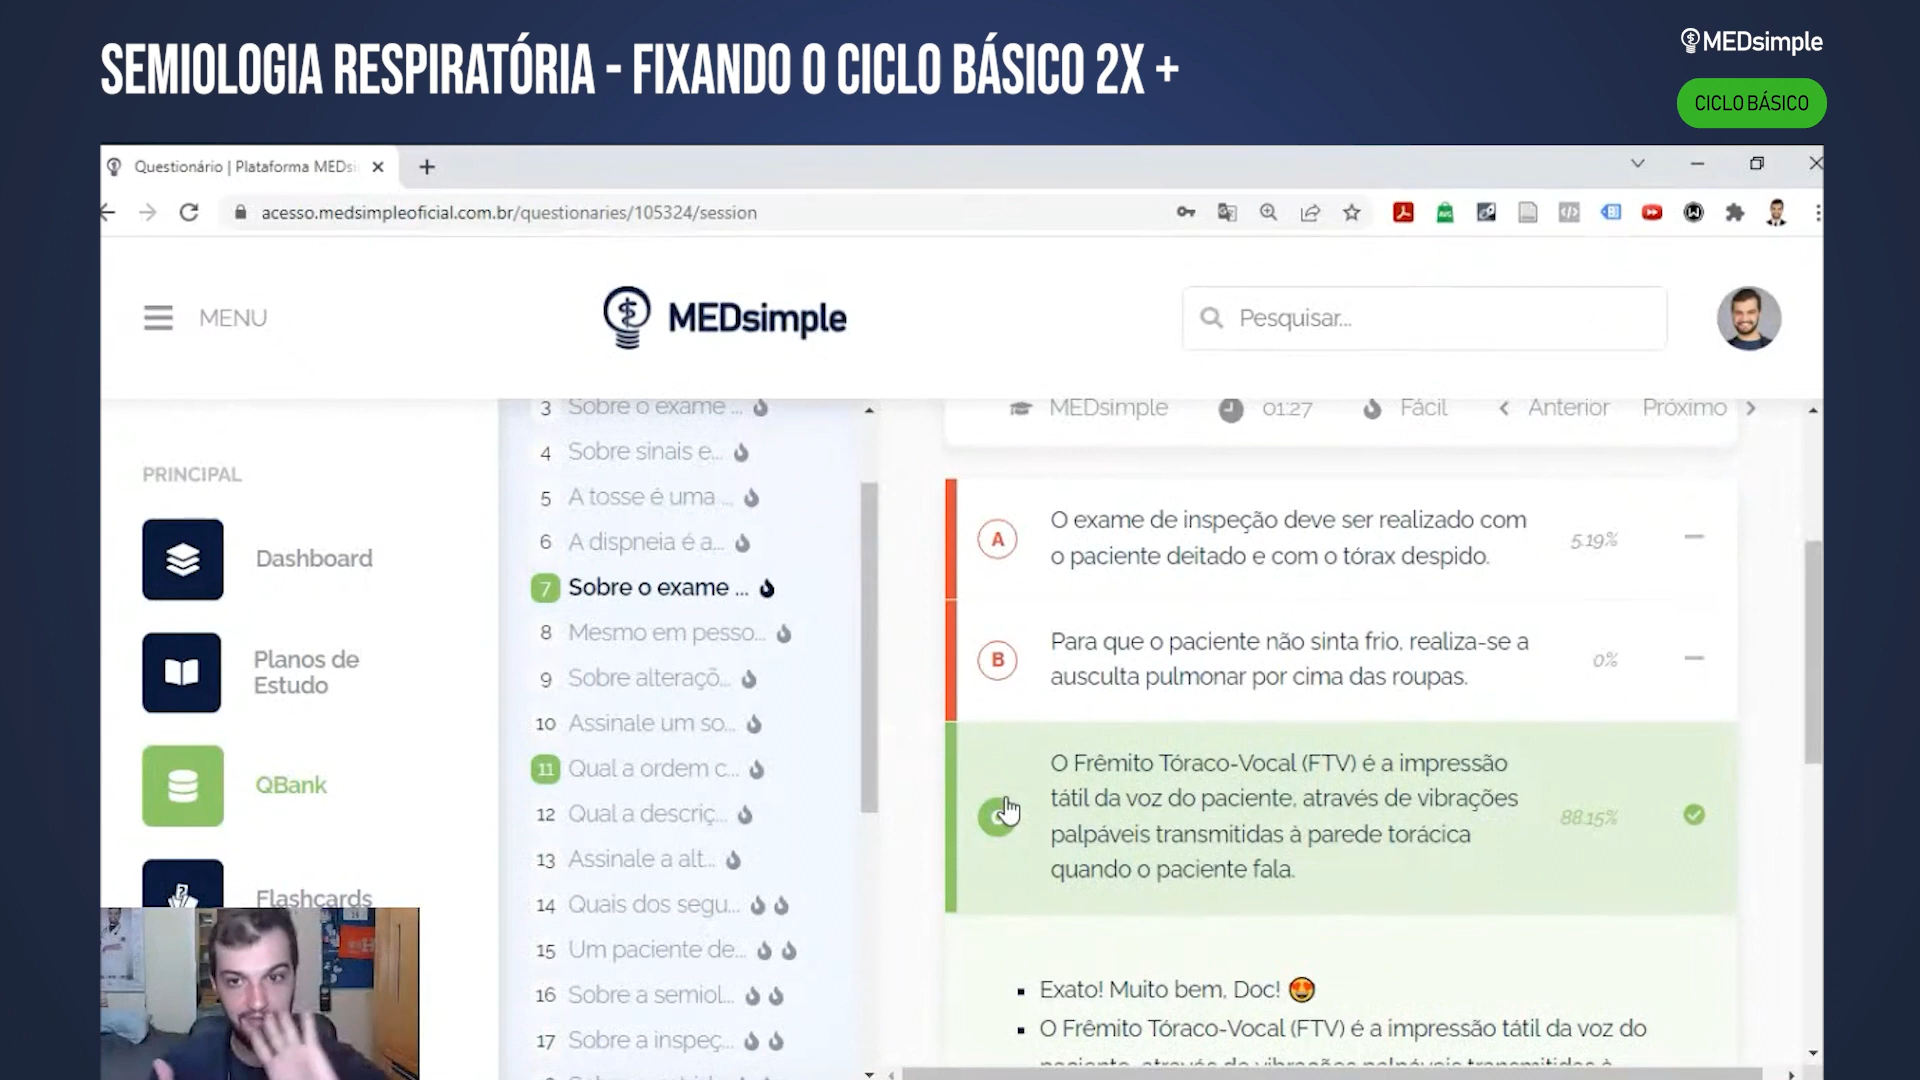 SEMIOLOGIA RESPIRATÓRIA - FIXANDO O CICLO BÁSICO 2X +
MEDsimple
CICLO BÁSICO
Questionário | Plataforma MEDsi
acesso.medsimpleoficial.com.br/questionaries/105324/session
MENU
MEDsimple
Pesquisar...
PRINCIPAL
Dashboard
Planos de
Estudo
QBank
Flashcards
3 Sobre o exame ...
4 Sobre sinais e...
5 A tosse é uma ...
6 A dispneia é a...
7 Sobre o exame ...
8 Mesmo em pesso...
9 Sobre alteraçõ...
10 Assinale um so...
11 Qual a ordem c...
12 Qual a descriç...
13 Assinale a alt...
14 Quais dos segu...
15 Um paciente de...
16 Sobre a semiol...
17 Sobre a inspeç...
MEDsimple 01:27 Fácil Anterior Próximo
A O exame de inspeção deve ser realizado com 5.19%
o paciente deitado e com o tórax despido.
B Para que o paciente não sinta frio, realiza-se a 0%
ausculta pulmonar por cima das roupas.
O Frêmito Tóraco-Vocal (FTV) é a impressão
tátil da voz do paciente, através de vibrações 88.15%
palpáveis transmitidas à parede torácica
quando o paciente fala.
Exato! Muito bem, Doc! 😍
O Frêmito Tóraco-Vocal (FTV) é a impressão tátil da voz do
paciente, através de vibrações palpáveis transmitidas à